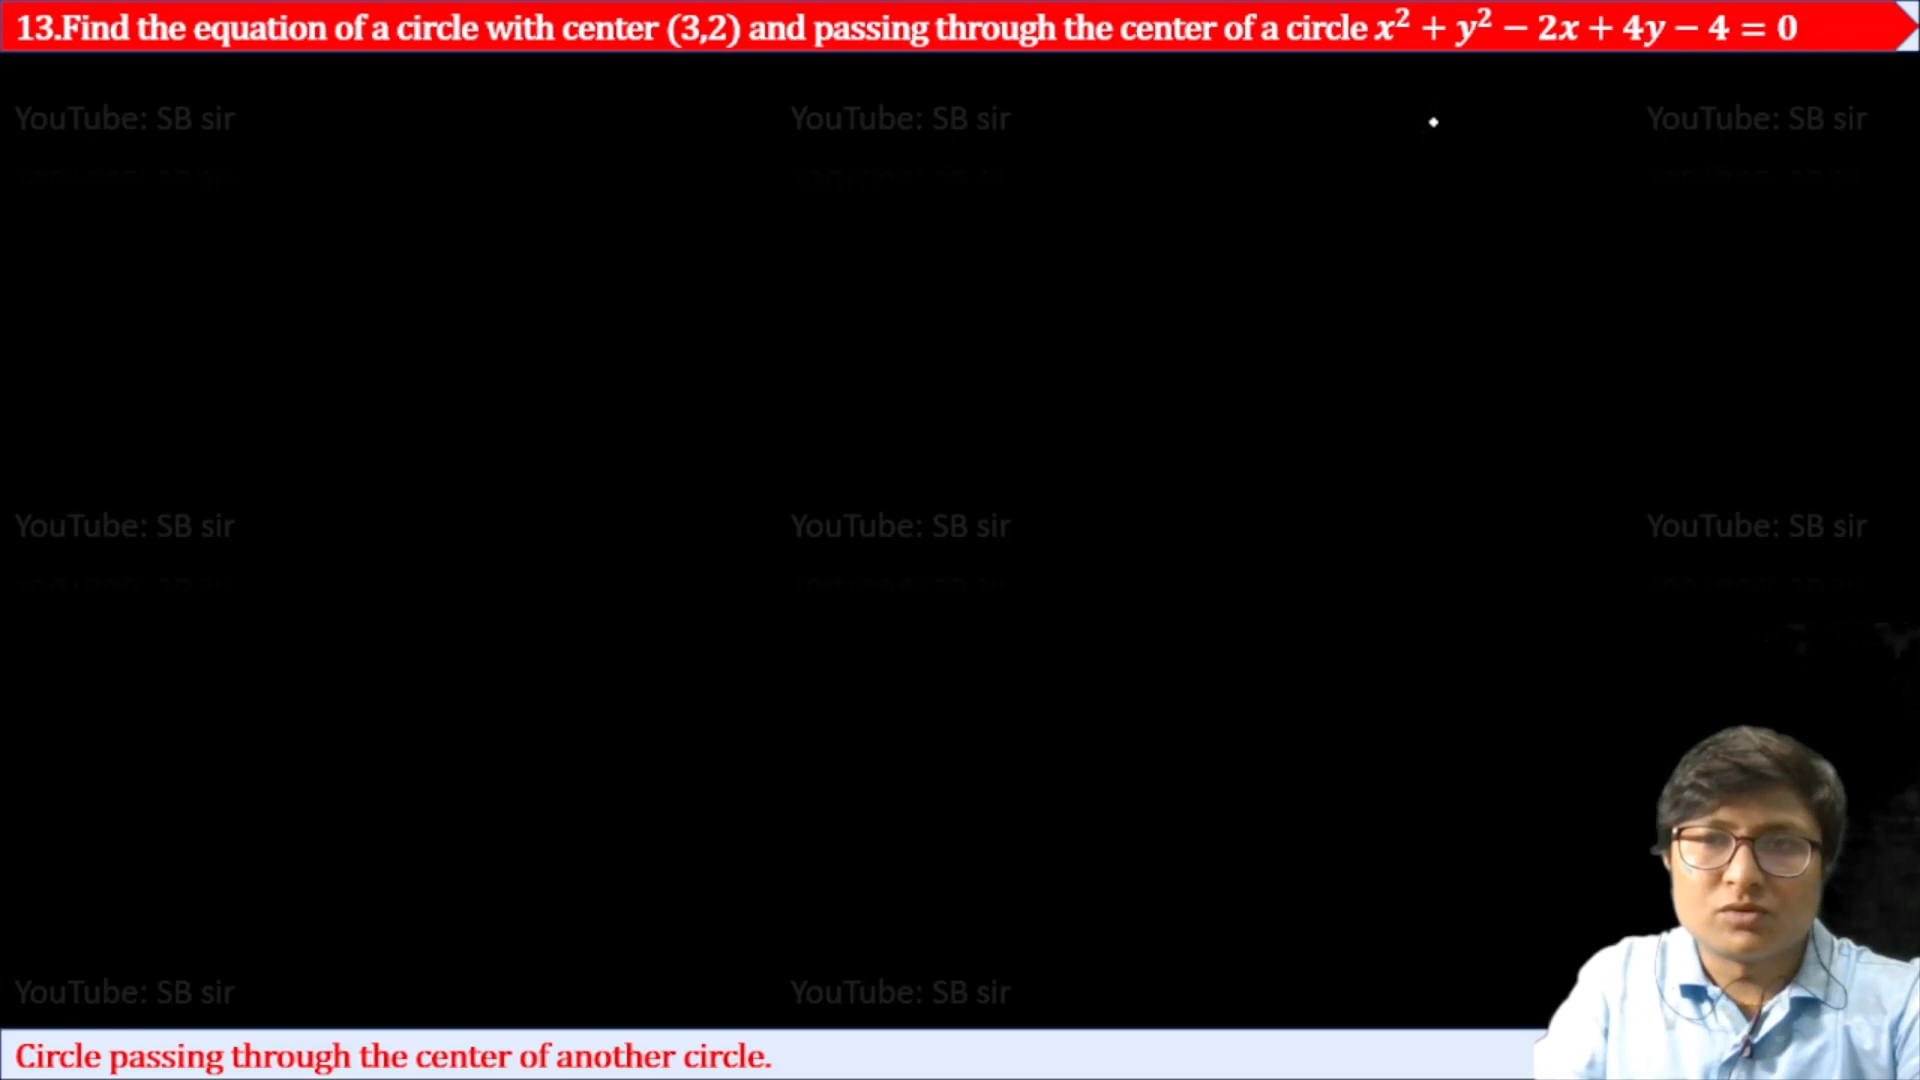 13.Find the equation of a circle with center (3,2) and passing through the center of a circle x² + y² − 2x + 4y − 4 = 0
YouTube: SB sir YouTube: SB sir YouTube: SB sir
YouTube: SB sir YouTube: SB sir YouTube: SB sir
YouTube: SB sir YouTube: SB sir
Circle passing through the center of another circle.